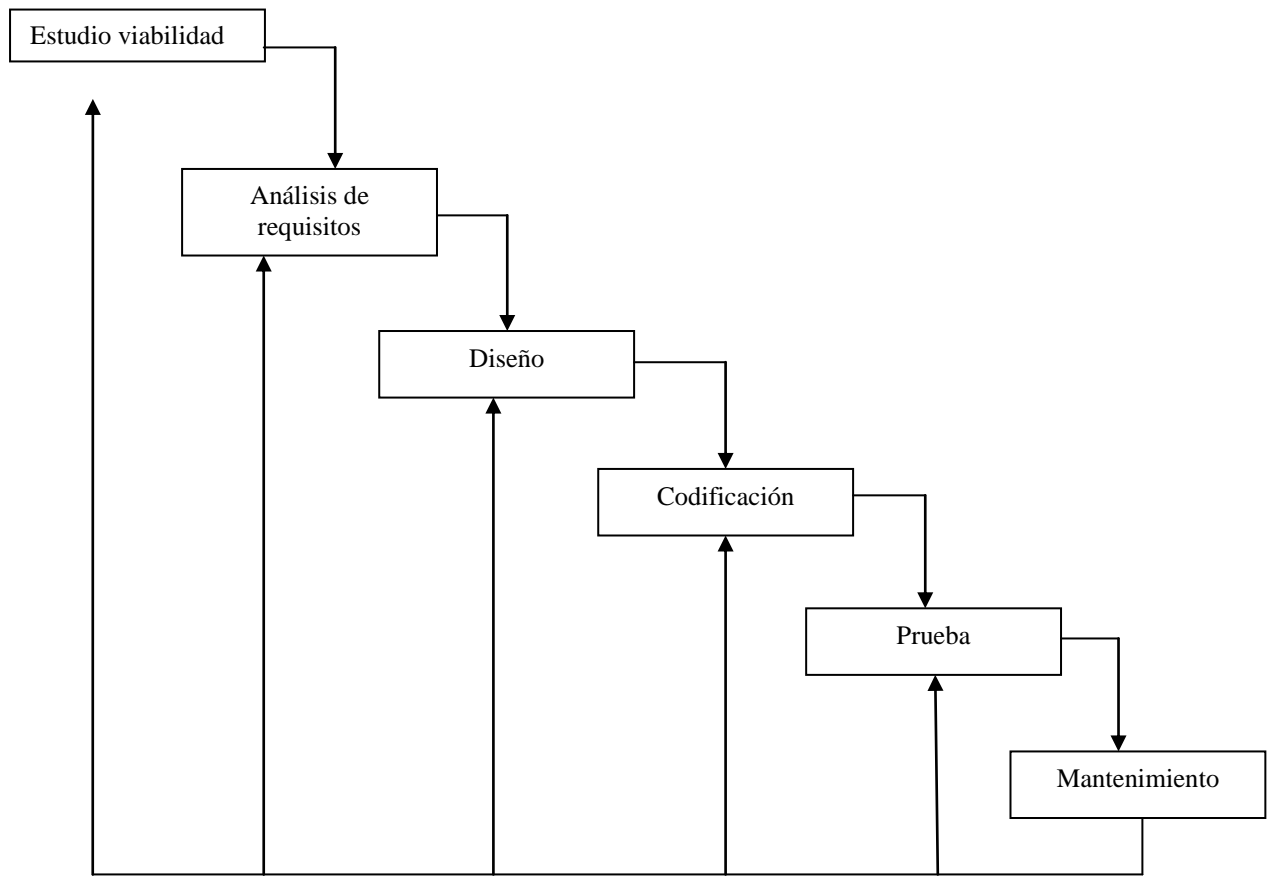 Estudio viabilidad
Análisis de
requisitos
Diseño
Codificación
Prueba
Mantenimiento